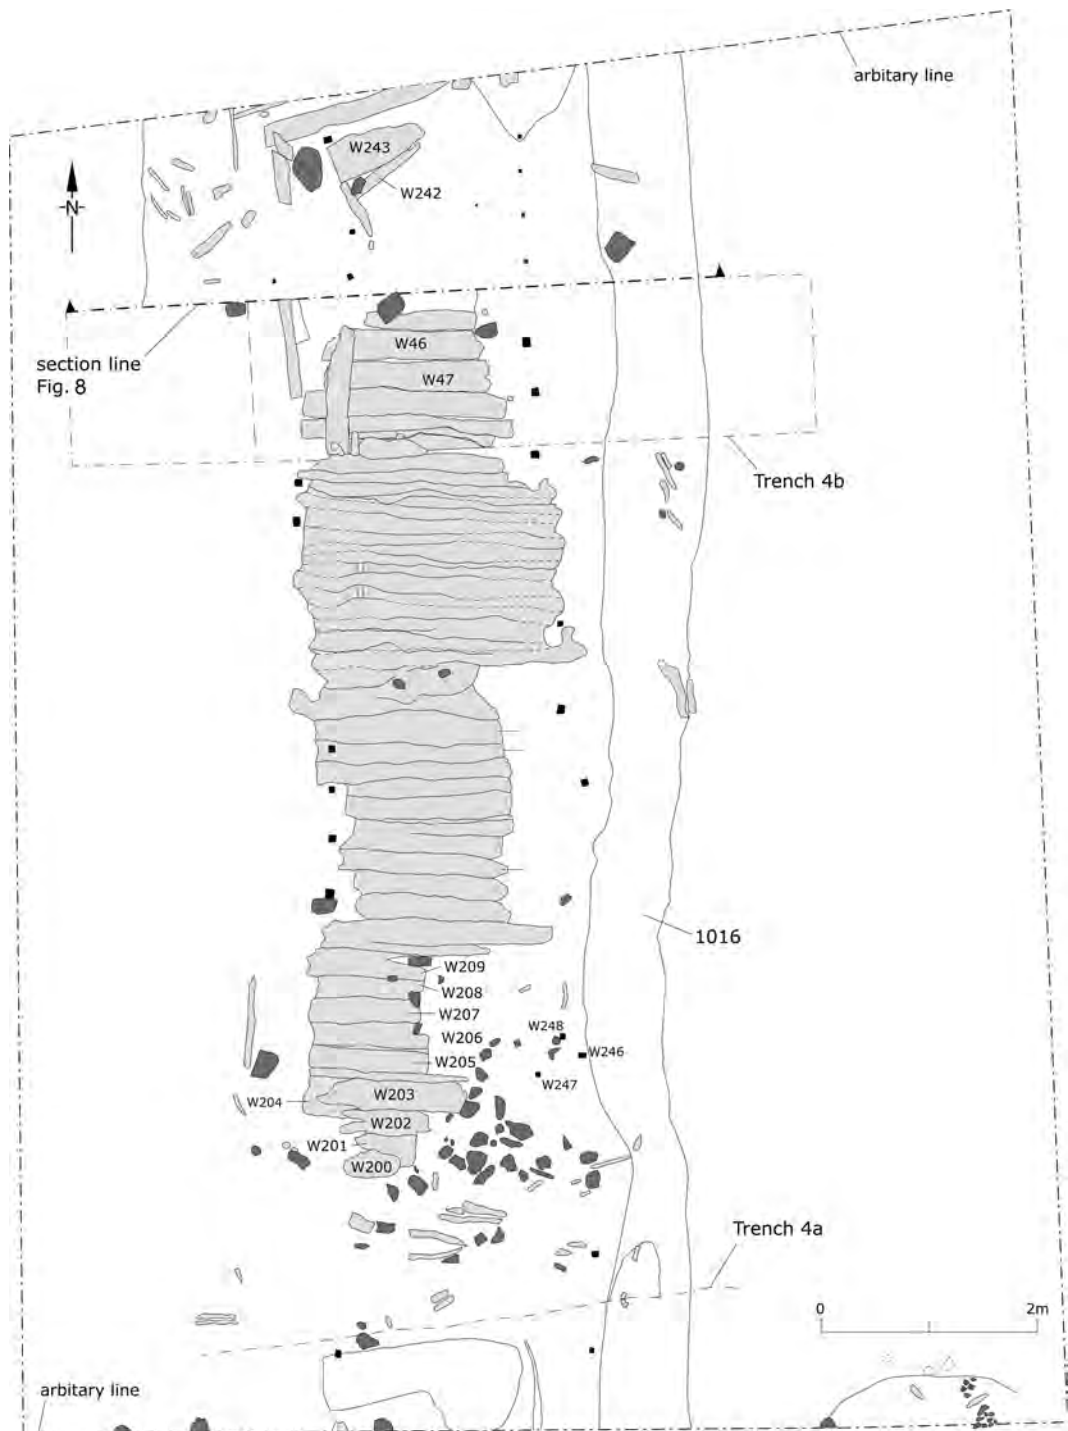 arbitary line
W243
W242
-N-
W46
section line
Fig. 8
W47
Trench 4b
1016
W209
W208
W207
W248
W206
W246
W205
W247
W203
W204
W202
W201
W200
Trench 4a
0 2m
arbitary line